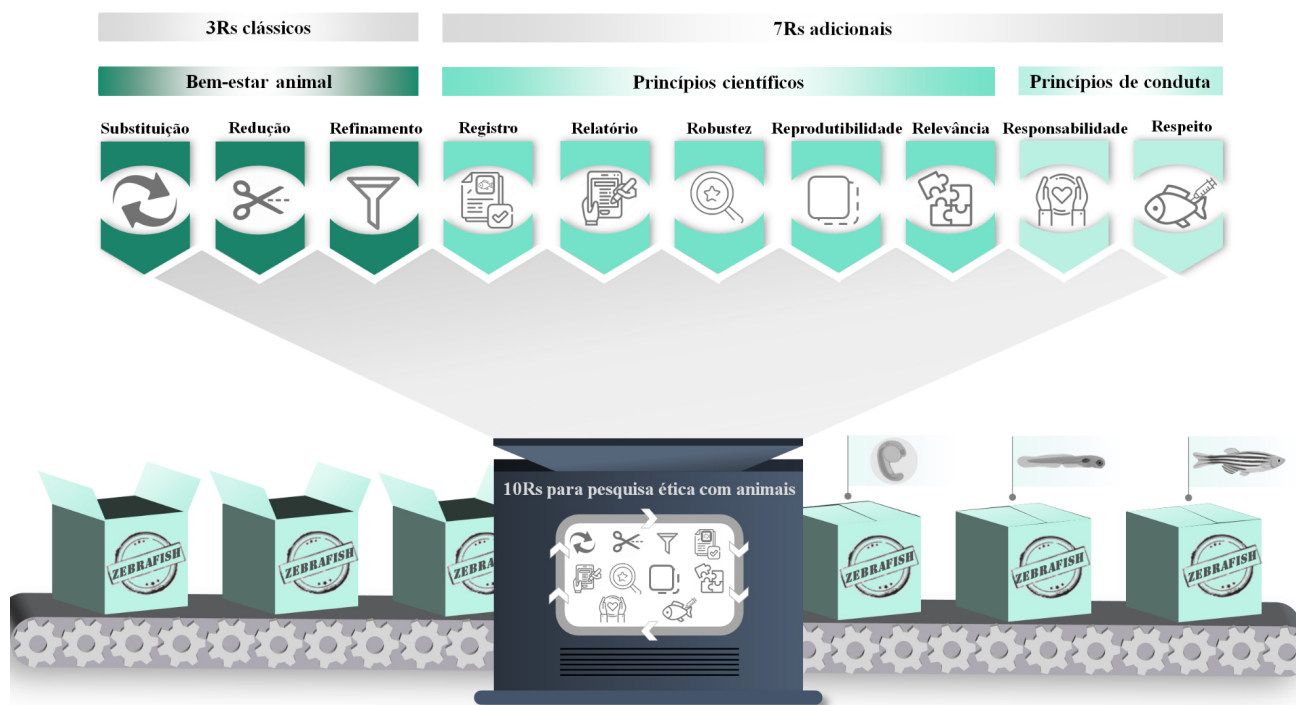 3Rs clássicos
7Rs adicionais
Bem-estar animal
Princípios científicos
Princípios de conduta
Substituição
Redução
Refinamento
Registro
Relatório
Robustez
Reprodutibilidade
Relevância
Responsabilidade
Respeito
10Rs para pesquisa ética com animais
ZEBRAFISH
ZEBRAFISH
ZEBRAFISH
ZEBRAFISH
ZEBRAFISH
ZEBRAFISH